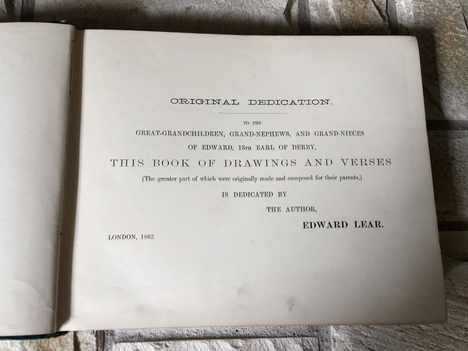 ORIGINAL DEDICATION.
TO THE
GREAT-GRANDCHILDREN, GRAND-NEPHEWS, AND GRAND-NIECES
OF EDWARD, 13TH EARL OF DERBY,
THIS BOOK OF DRAWINGS AND VERSES
(The greater part of which were originally made and composed for their parents,)
IS DEDICATED BY
THE AUTHOR,
EDWARD LEAR.
LONDON, 1862.